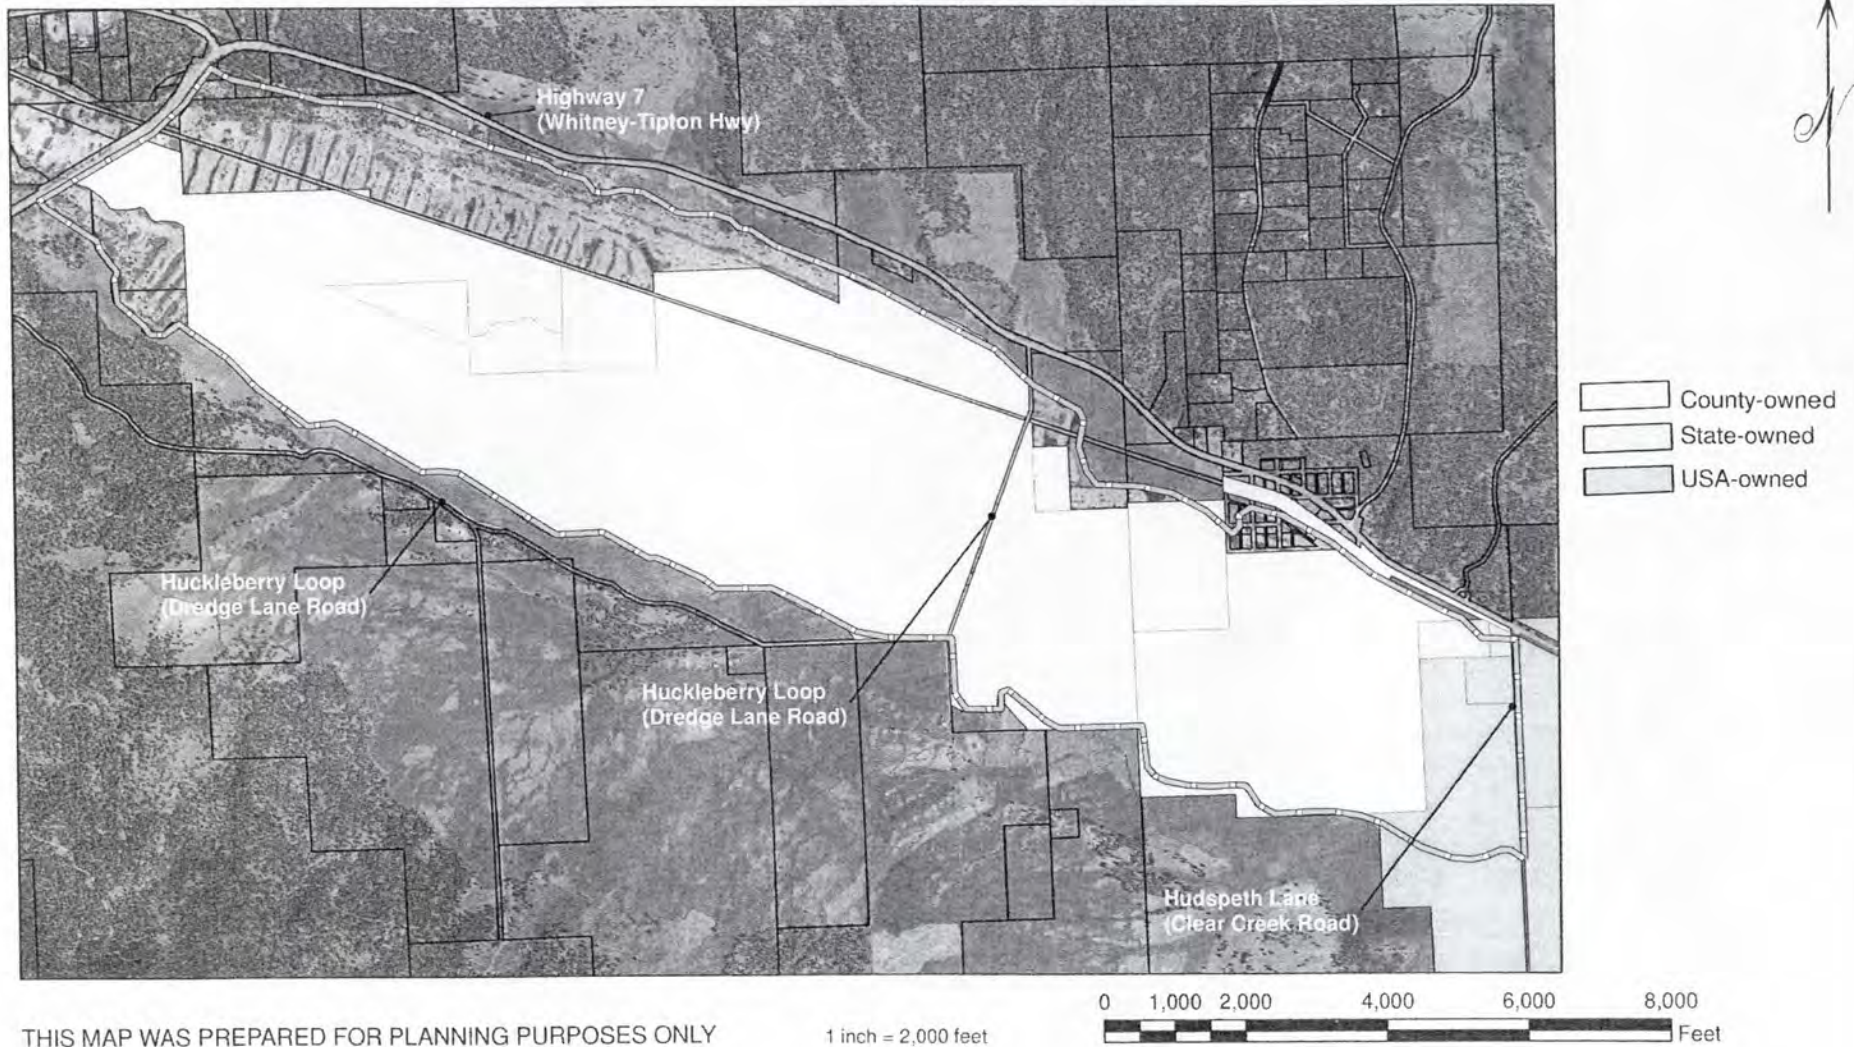 Highway 7
(Whitney-Tipton Hwy)
N
County-owned
State-owned
USA-owned
Huckleberry Loop
(Dredge Lane Road)
Huckleberry Loop
(Dredge Lane Road)
Hudspeth Lane
(Clear Creek Road)
THIS MAP WAS PREPARED FOR PLANNING PURPOSES ONLY
1 inch = 2,000 feet
0 1,000 2,000 4,000 6,000 8,000
Feet